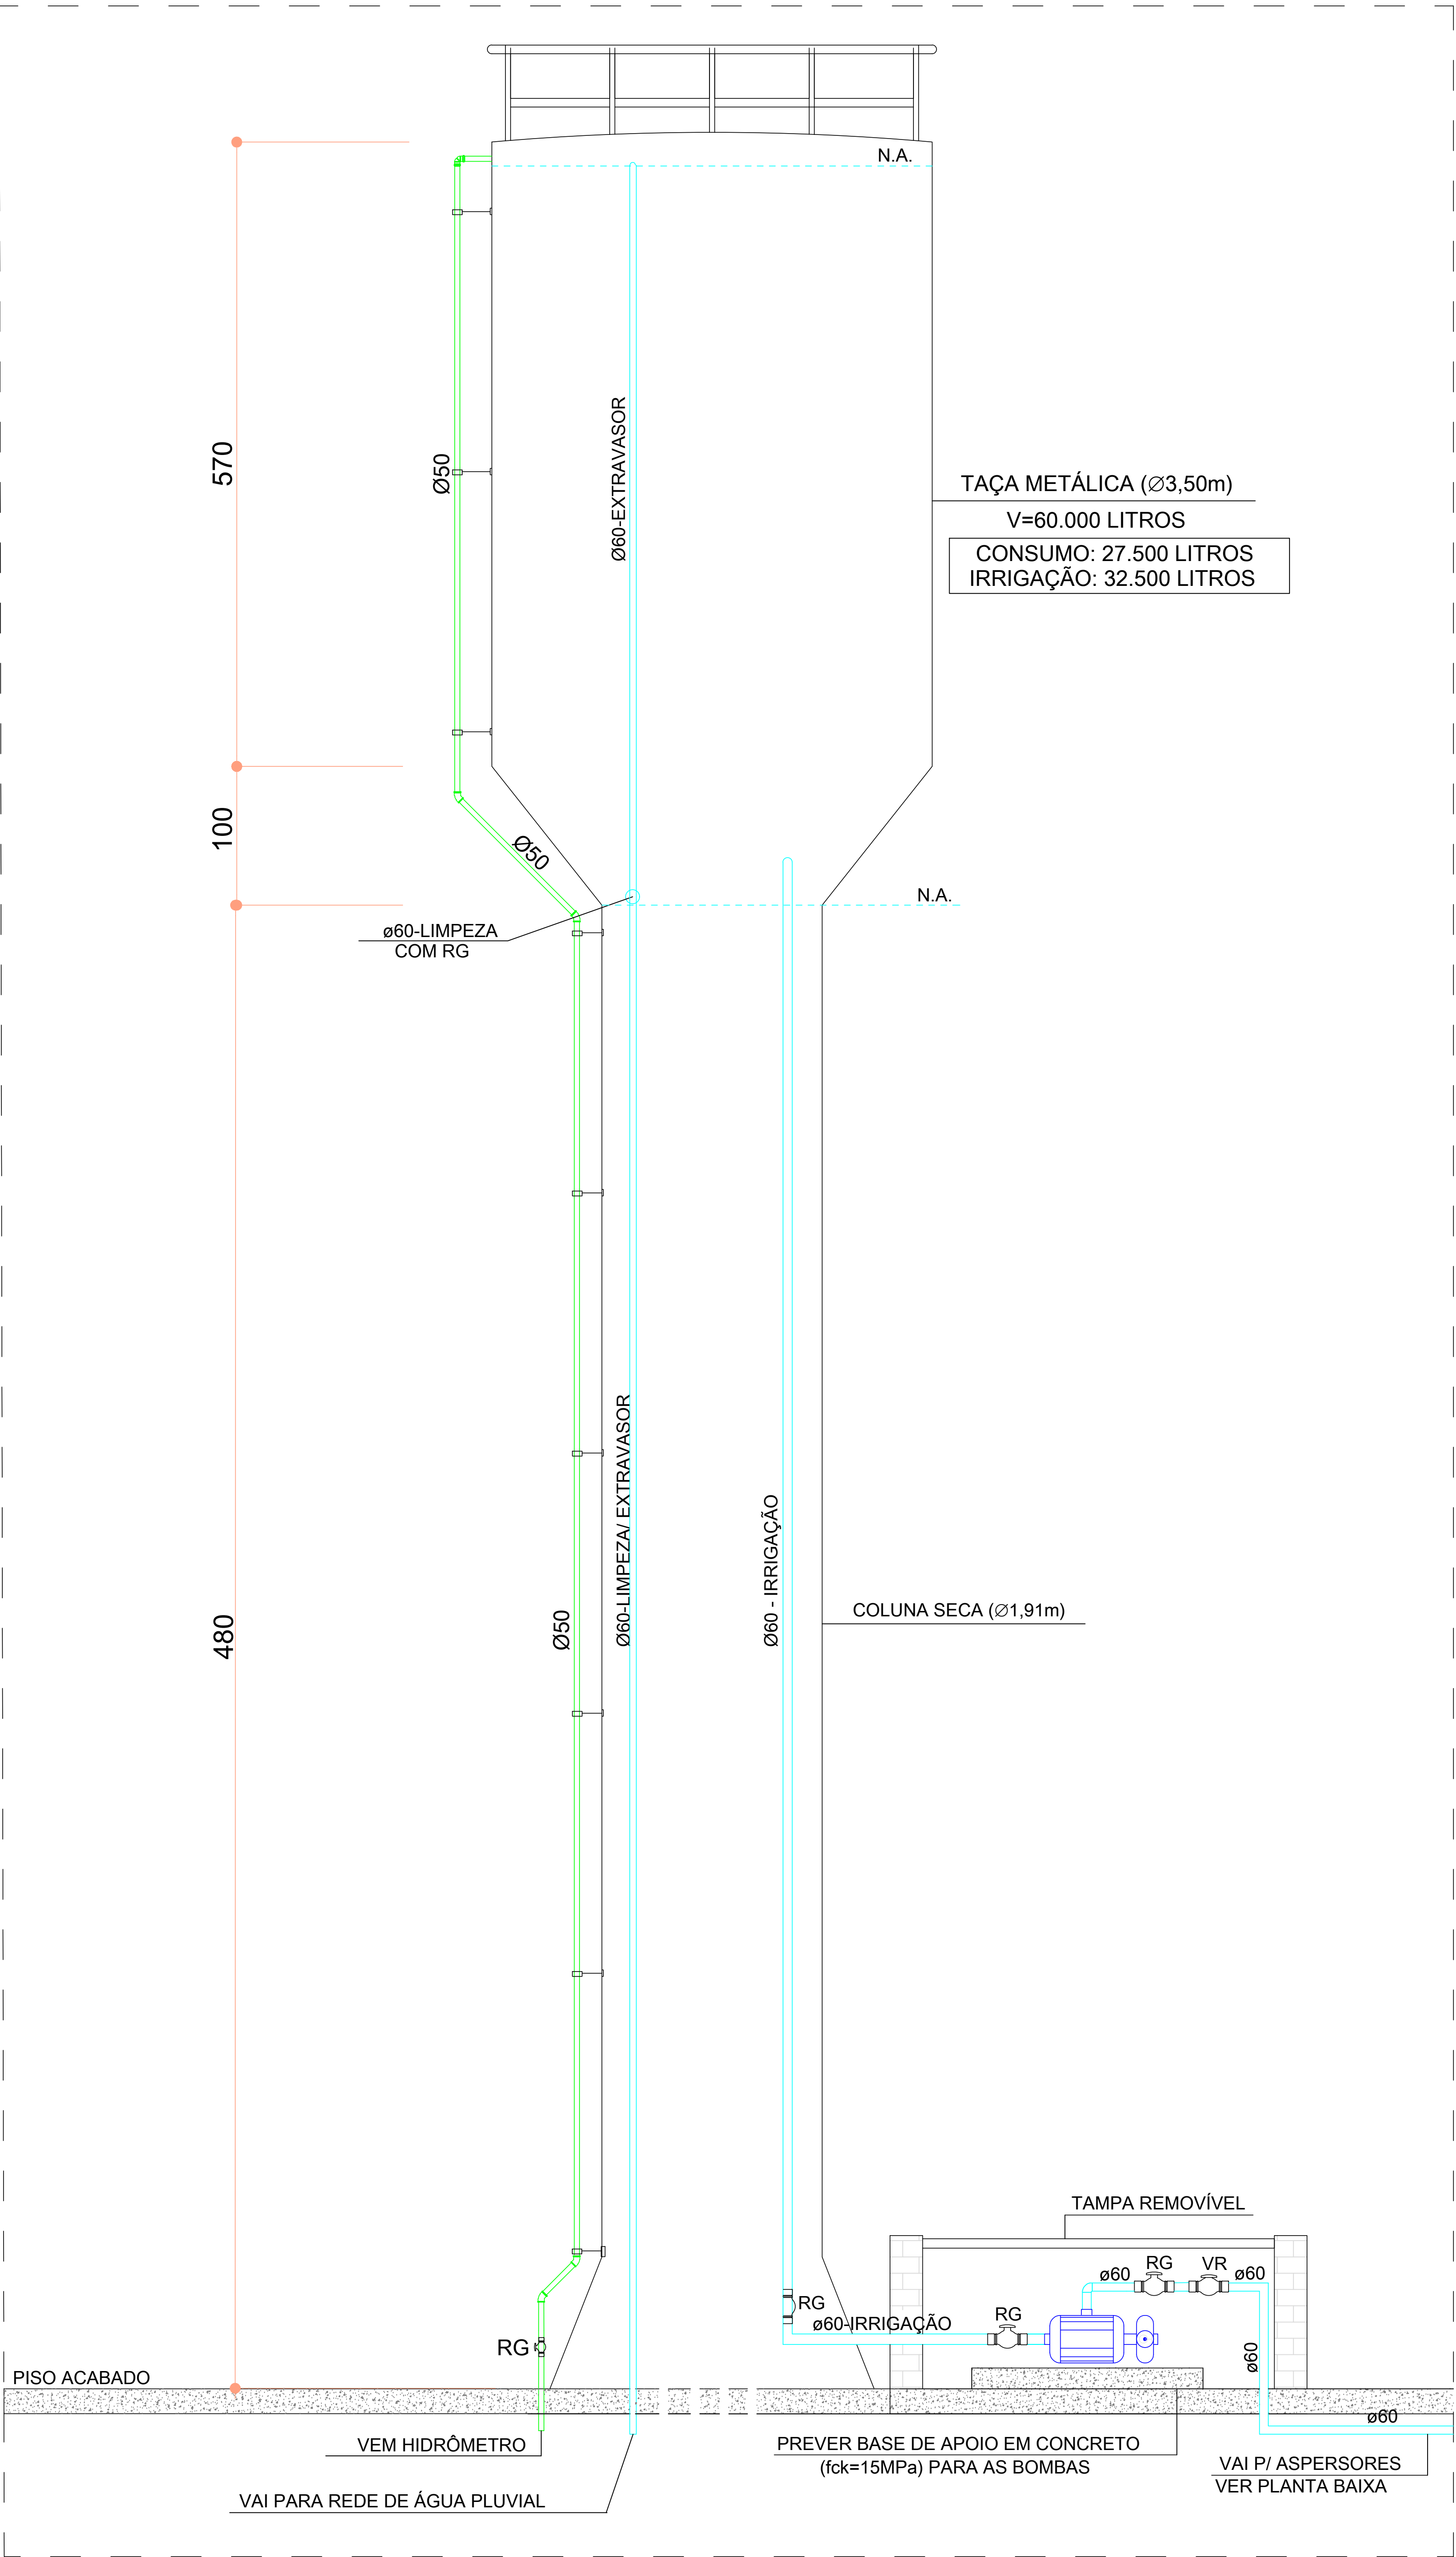 N.A.
570
Ø50
Ø60-EXTRAVASOR
TAÇA METÁLICA (∅3,50m)
V=60.000 LITROS
CONSUMO: 27.500 LITROS
IRRIGAÇÃO: 32.500 LITROS
100
Ø50
N.A.
ø60-LIMPEZA
COM RG
480
Ø50
Ø60-LIMPEZA/ EXTRAVASOR
Ø60 - IRRIGAÇÃO
COLUNA SECA (∅1,91m)
TAMPA REMOVÍVEL
RG
VR
ø60
ø60
RG
ø60-IRRIGAÇÃO
RG
RG
ø60
PISO ACABADO
ø60
VEM HIDRÔMETRO
PREVER BASE DE APOIO EM CONCRETO
(fck=15MPa) PARA AS BOMBAS
VAI P/ ASPERSORES
VER PLANTA BAIXA
VAI PARA REDE DE ÁGUA PLUVIAL